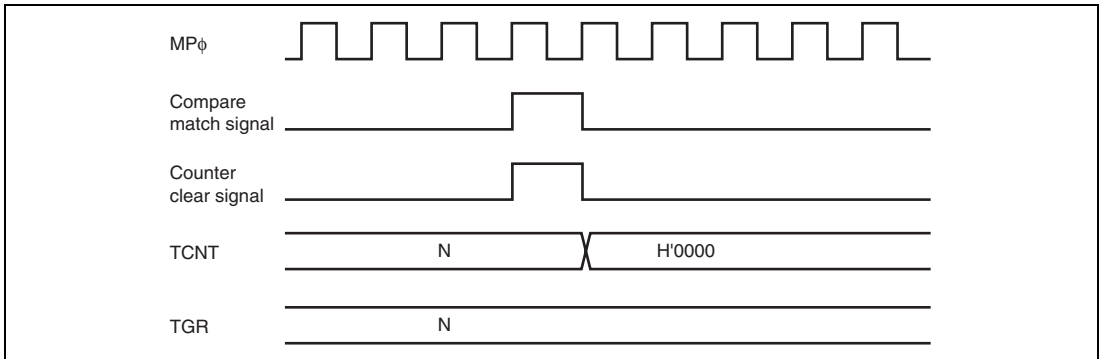 MPϕ
Compare
match signal
Counter
clear signal
TCNT
N
H'0000
TGR
N